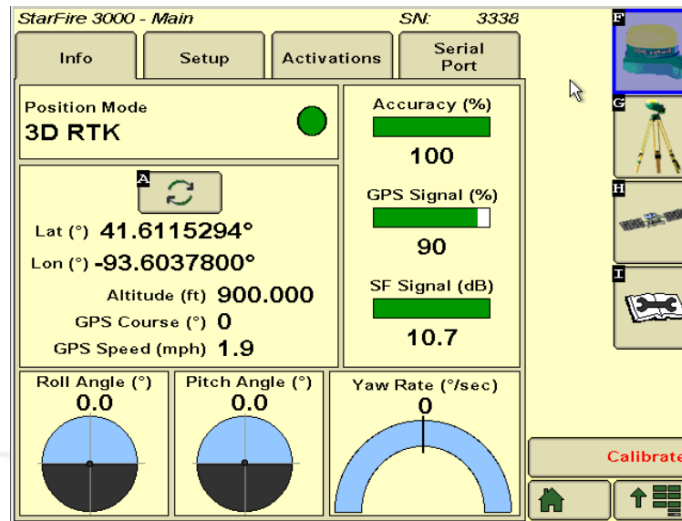 StarFire 3000 - Main SN: 3338
Info
Setup
Activations
Serial
Port
Position Mode
3D RTK
A
Lat (°) 41.6115294°
Lon (°) -93.6037800°
Altitude (ft) 900.000
GPS Course (°) 0
GPS Speed (mph) 1.9
Accuracy (%)
100
GPS Signal (%)
90
SF Signal (dB)
10.7
Roll Angle (°)
0.0
Pitch Angle (°)
0.0
Yaw Rate (°/sec)
0
F
G
H
I
Calibrate